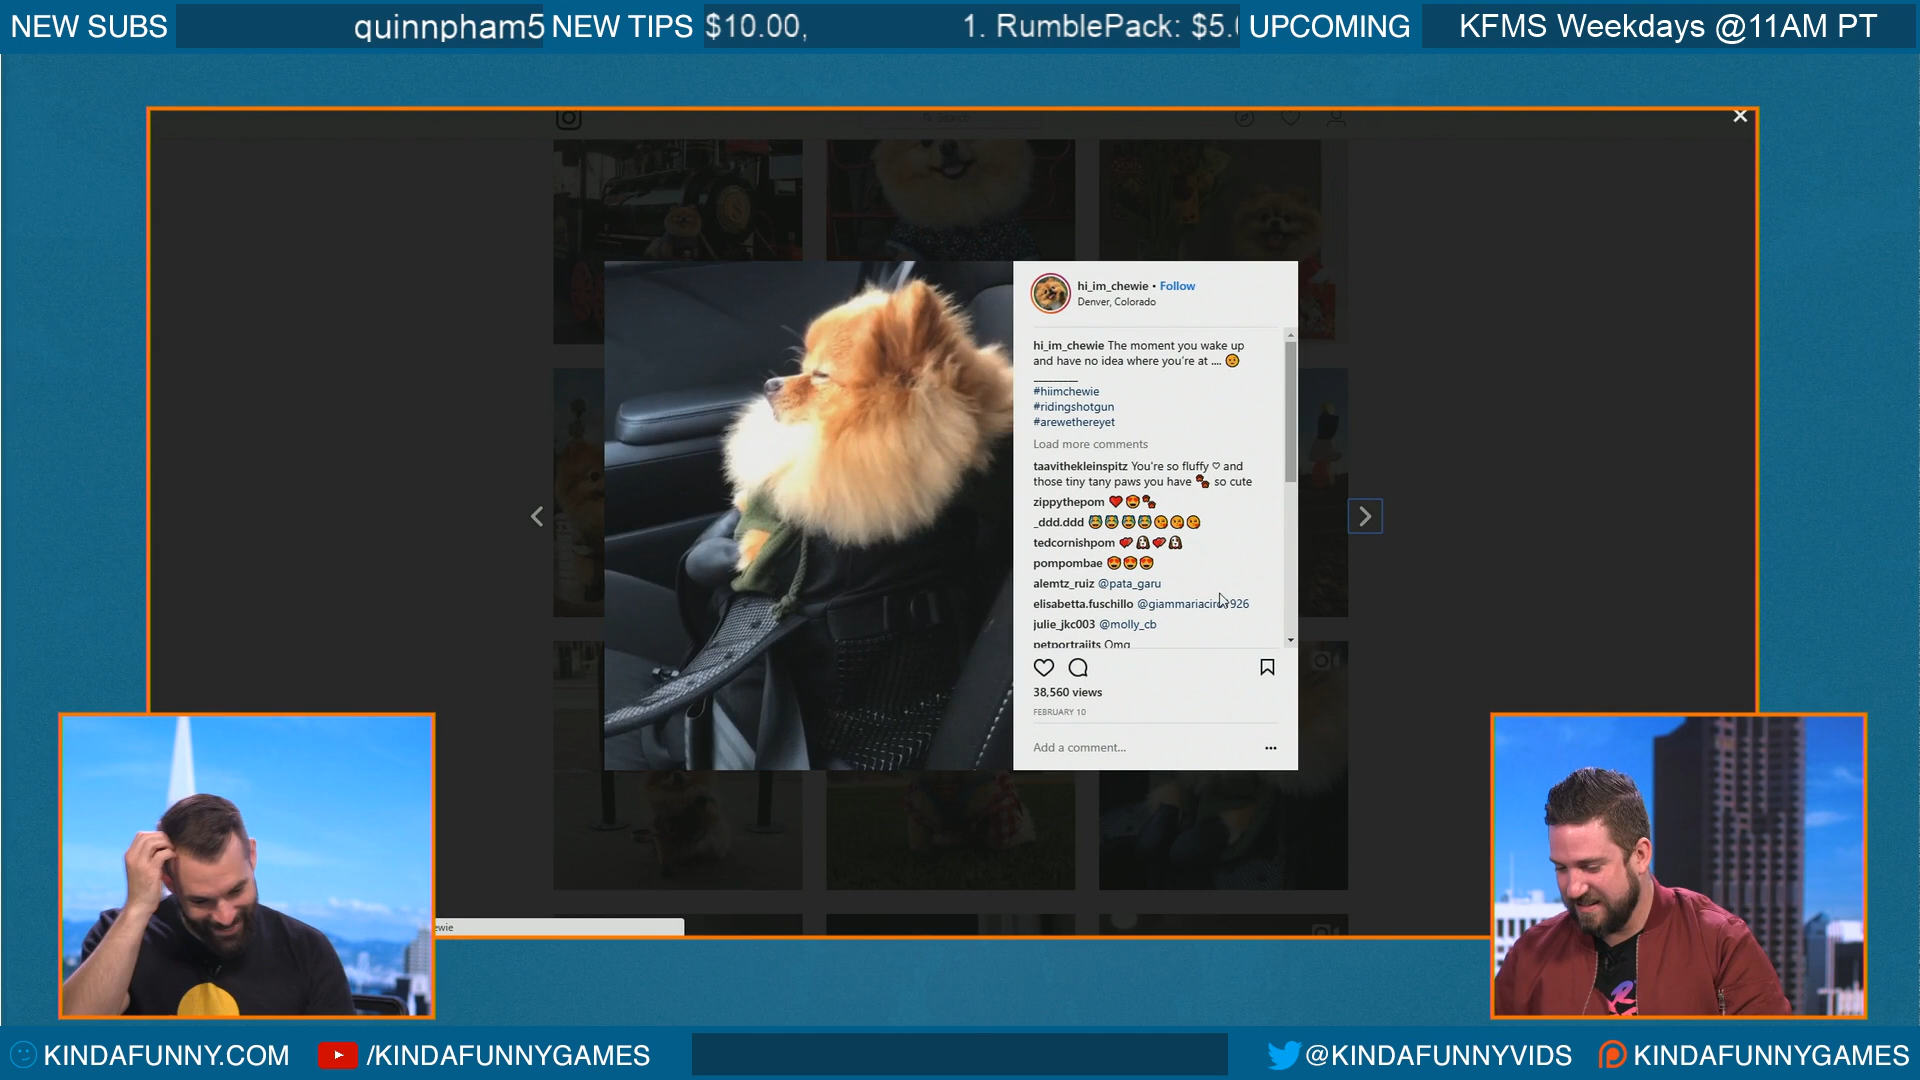 NEW SUBS
quinnpham5
NEW TIPS
$10.00,
1. RumblePack: $5.
UPCOMING
KFMS Weekdays @11AM PT
Search
hi_im_chewie • Follow
Denver, Colorado
hi_im_chewie The moment you wake up
and have no idea where you're at ....
#hiimchewie
#ridingshotgun
#arewethereyet
Load more comments
taavithekleinspitz You're so fluffy ♡ and
those tiny tany paws you have so cute
zippythepom
_ddd.ddd
tedcornishpom
pompombae
alemtz_ruiz @pata_garu
elisabetta.fuschillo
julie_jkc003 @molly_cb
petportraiits Omg
38,560 views
FEBRUARY 10
Add a comment...
ewie
KINDAFUNNY.COM
/KINDAFUNNYGAMES
@KINDAFUNNYVIDS
KINDAFUNNYGAMES